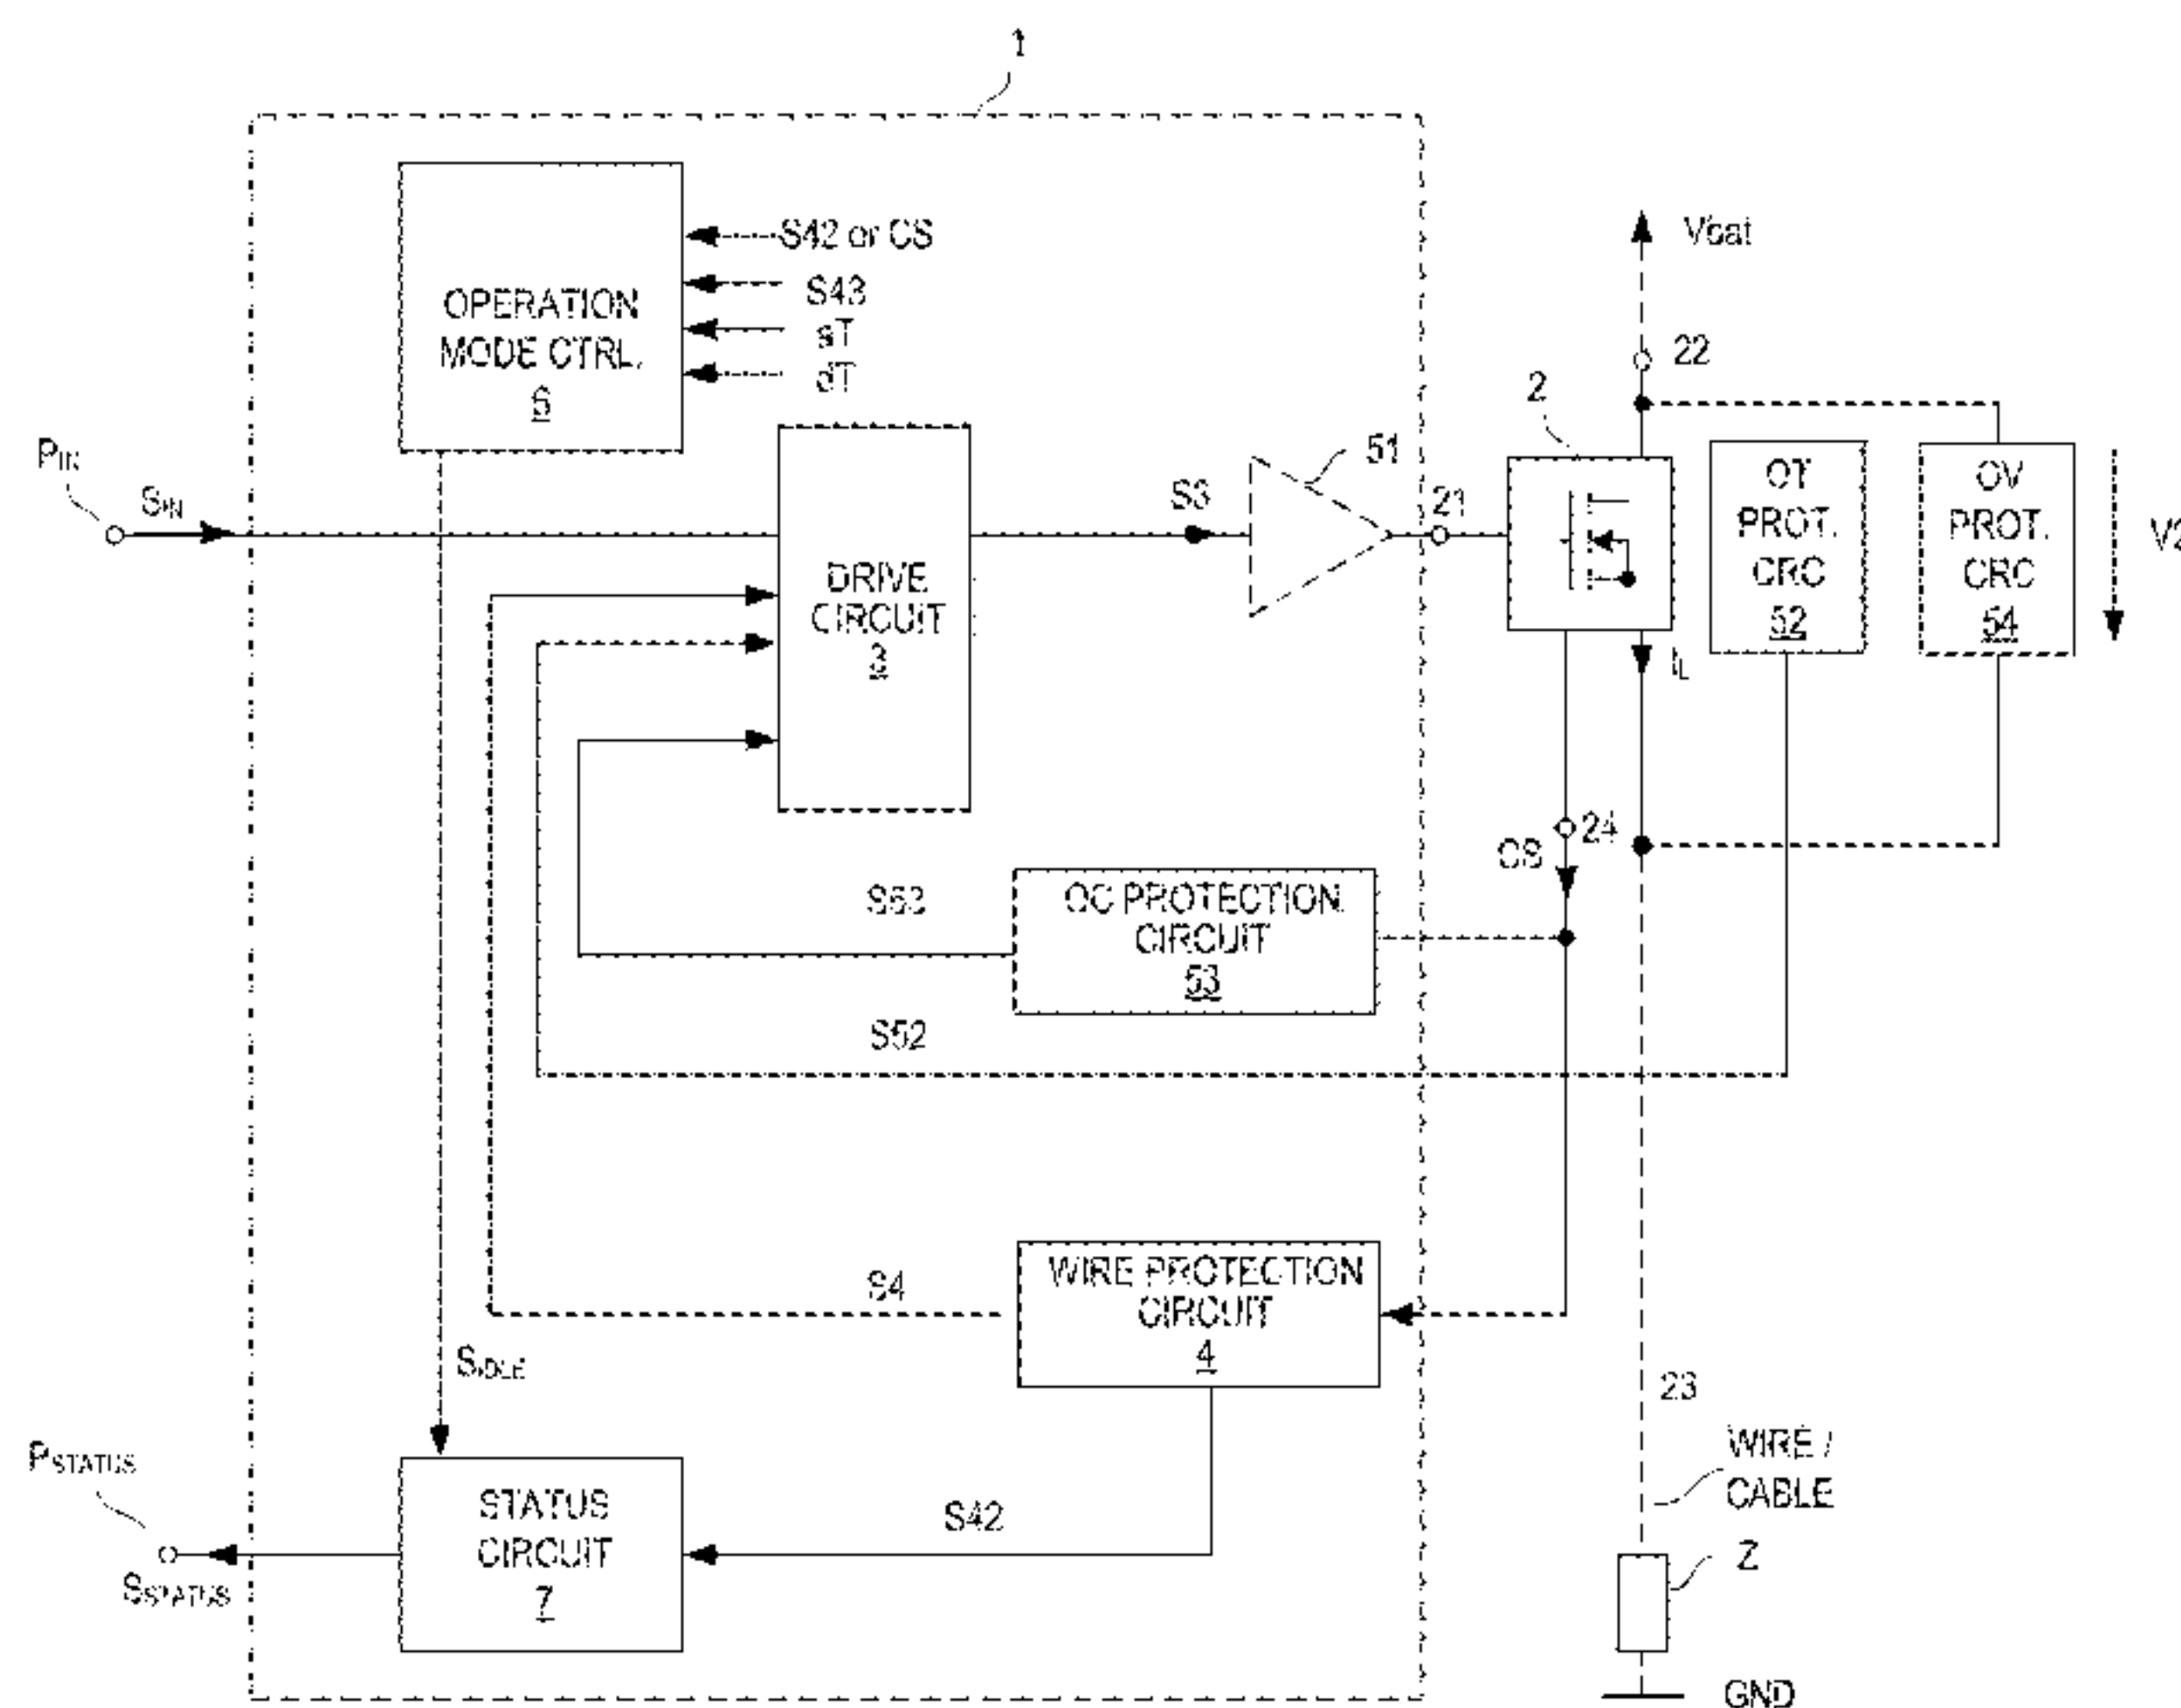 1
S42 or CS
S43
sT
dT
OPERATION
MODE CTRL.
6
Vbat
22
2
PIN
SIN
S3
51
21
OT
PROT.
CRC
52
OV
PROT.
CRC
54
V2
DRIVE
CIRCUIT
3
IL
24
CS
S53
OC PROTECTION
CIRCUIT
53
S52
S4
WIRE PROTECTION
CIRCUIT
4
SIDLE
23
WIRE /
CABLE
PSTATUS
STATUS
CIRCUIT
7
S42
Z
SSTATUS
GND